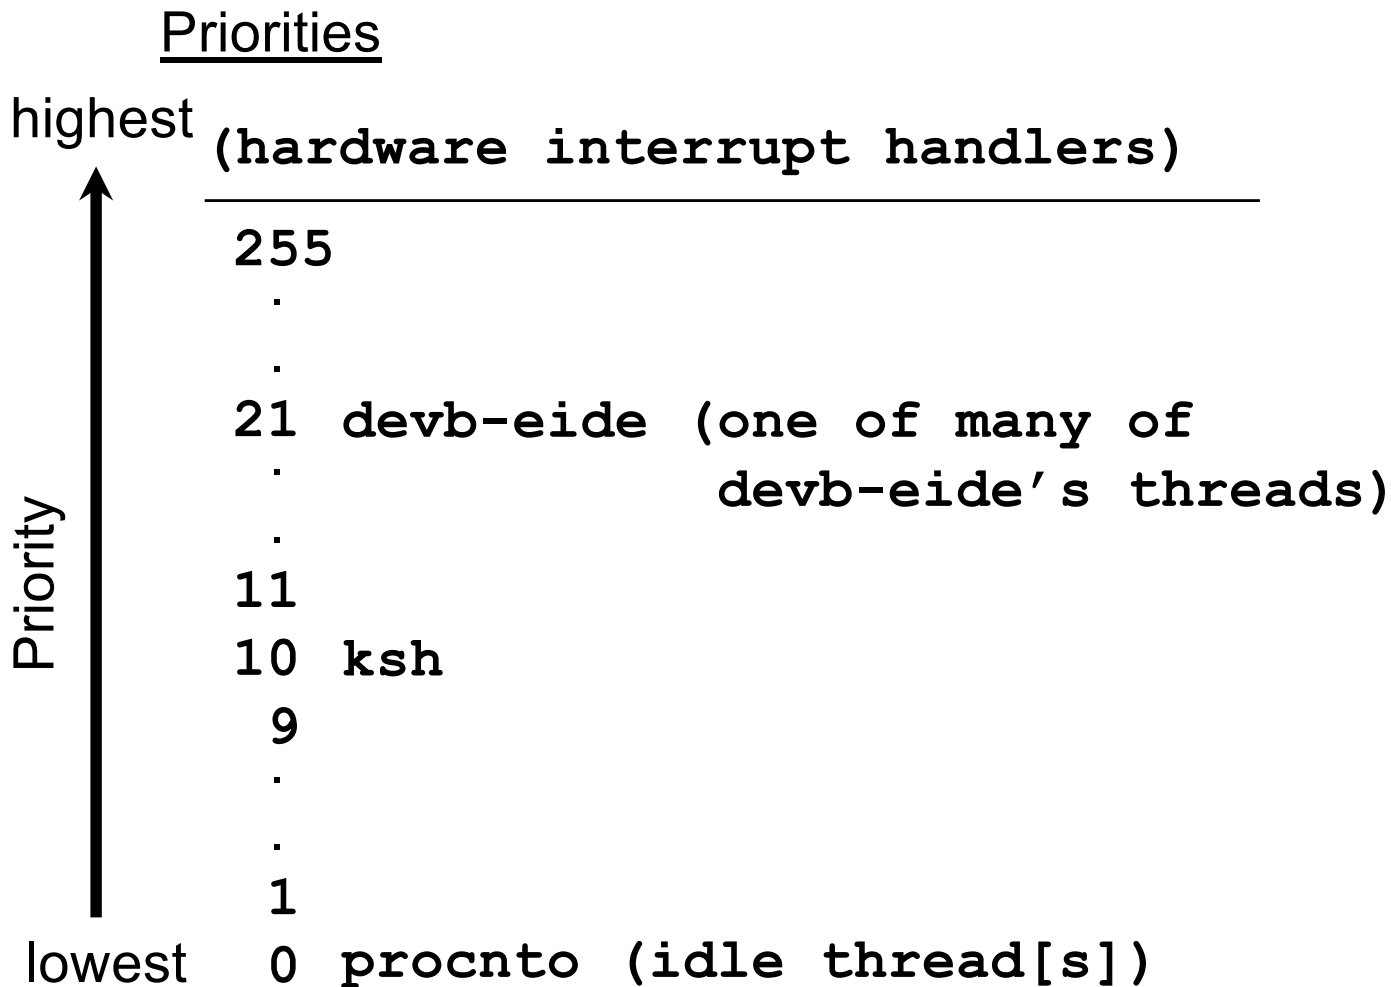 Priorities
highest
(hardware interrupt handlers)
255
.
.
21 devb-eide (one of many of
. devb-eide’s threads)
.
11
Priority
10 ksh
9
.
.
1
lowest 0 procnto (idle thread[s])